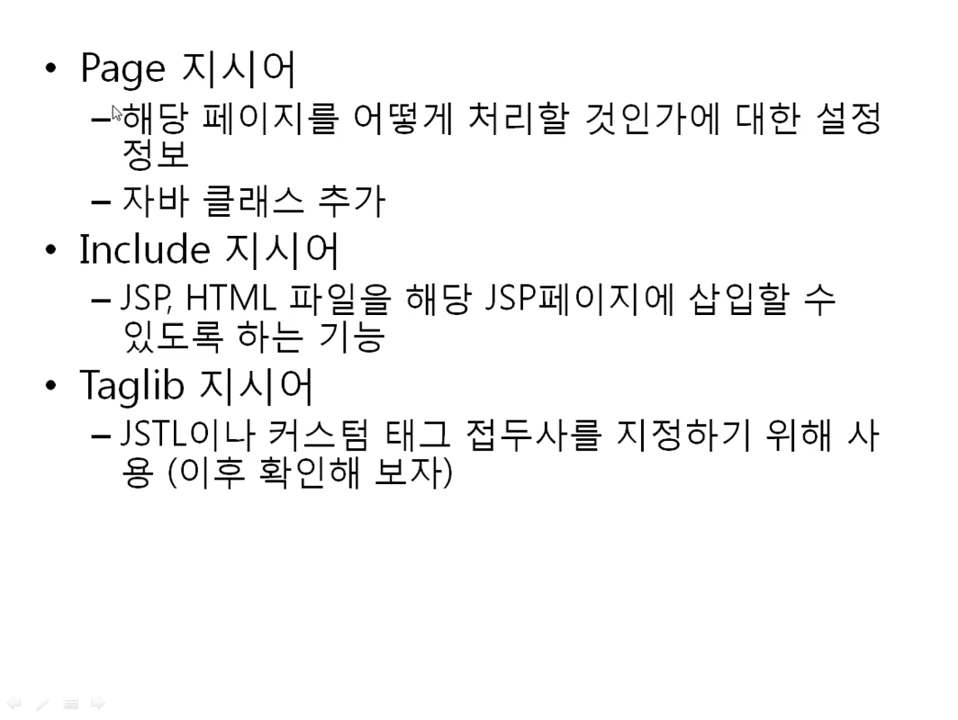 • Page 지시어
– 해당 페이지를 어떻게 처리할 것인가에 대한 설정
정보
– 자바 클래스 추가
• Include 지시어
– JSP, HTML 파일을 해당 JSP페이지에 삽입할 수
있도록 하는 기능
• Taglib 지시어
– JSTL이나 커스텀 태그 접두사를 지정하기 위해 사
용 (이후 확인해 보자)